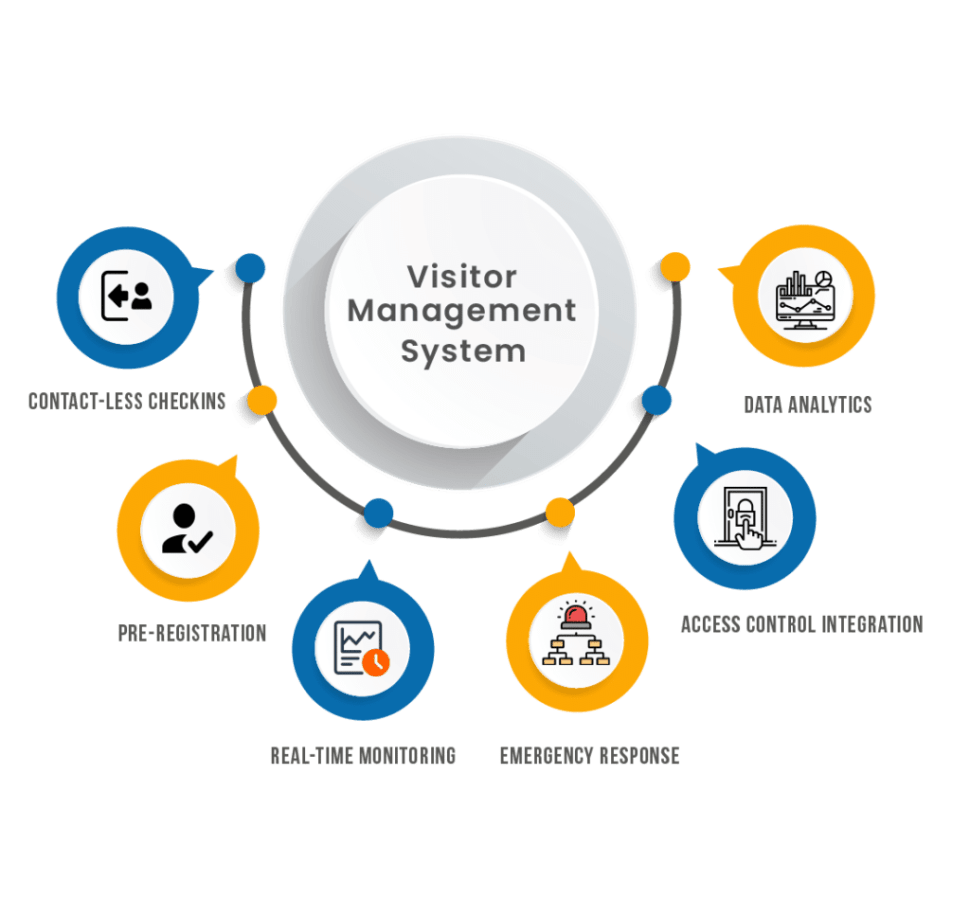 Visitor
Management
System
CONTACT-LESS CHECKINS
DATA ANALYTICS
PRE-REGISTRATION
ACCESS CONTROL INTEGRATION
REAL-TIME MONITORING
EMERGENCY RESPONSE